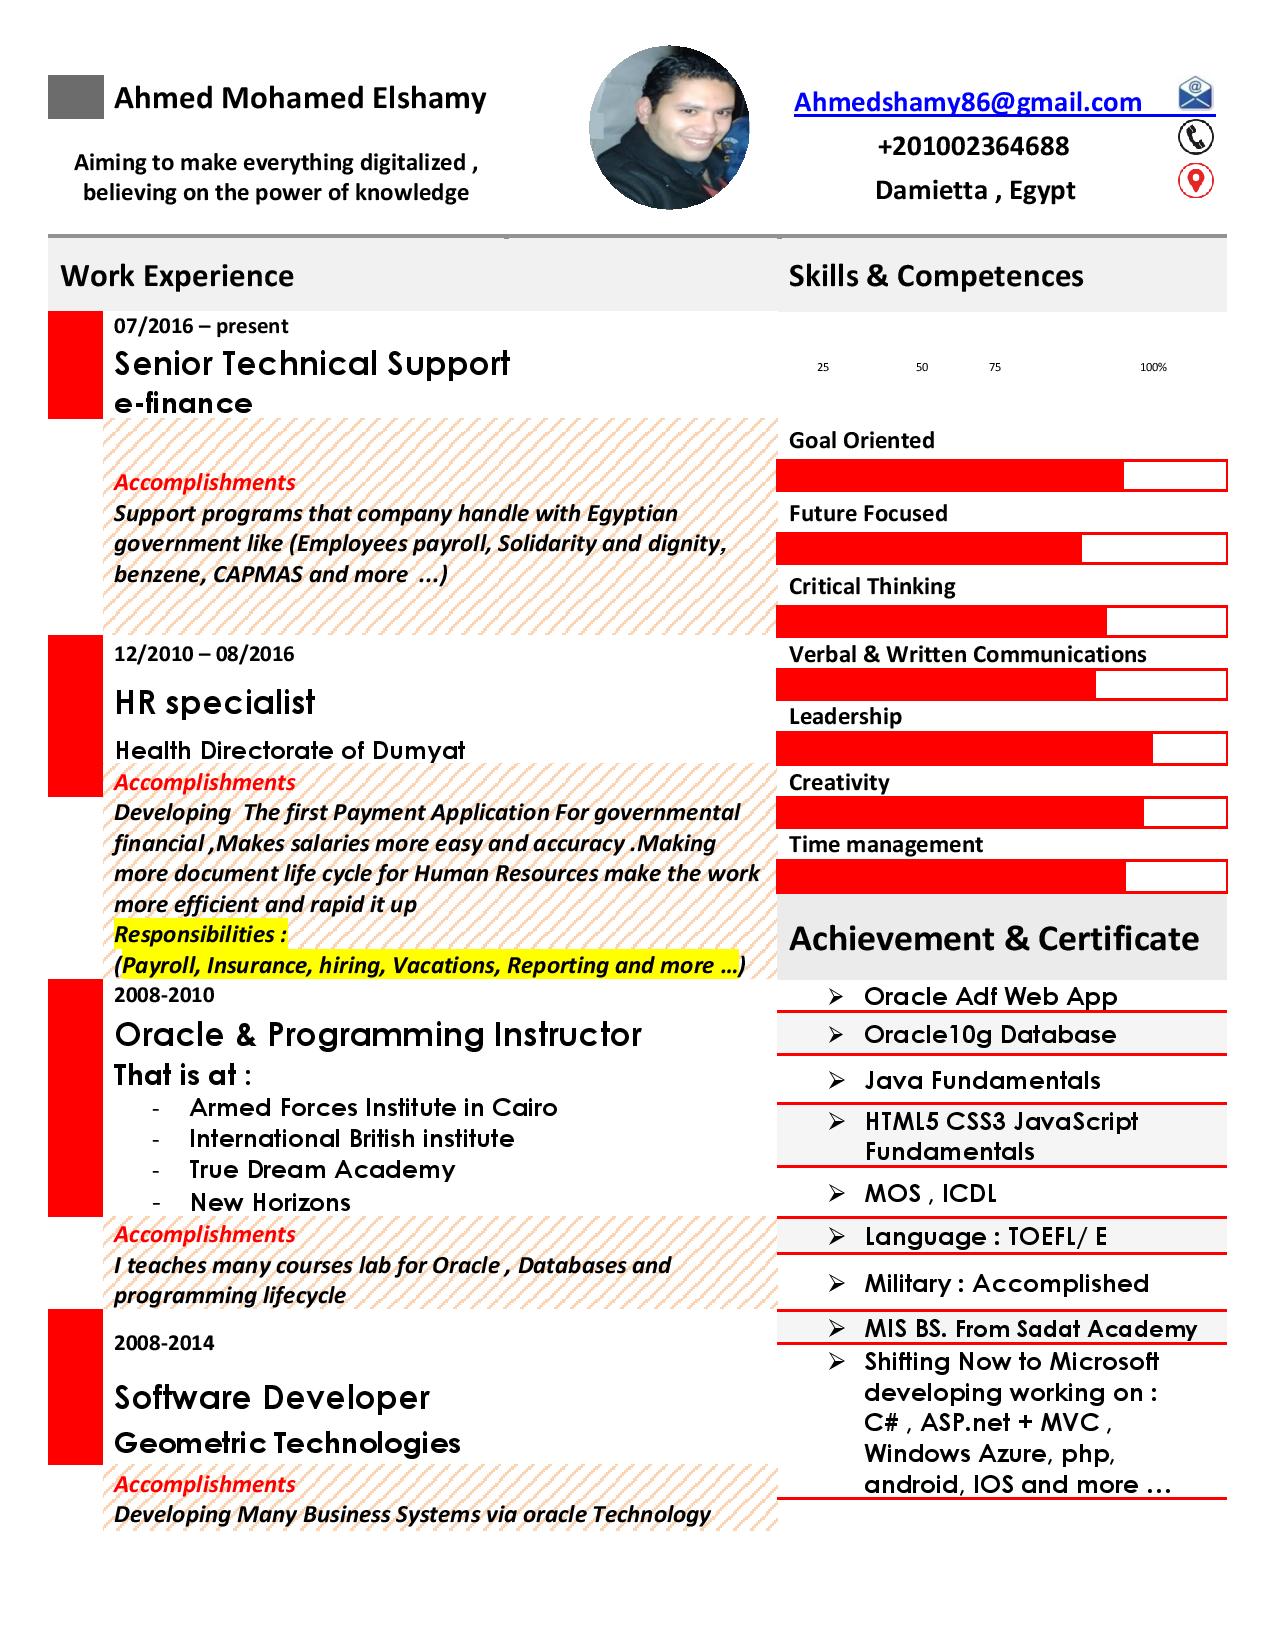 Ahmed Mohamed Elshamy
Aiming to make everything digitalized ,
believing on the power of knowledge
Ahmedshamy86@gmail.com
+201002364688
Damietta , Egypt
Work Experience
07/2016 – present
Senior Technical Support
e-finance
Accomplishments
Support programs that company handle with Egyptian
government like (Employees payroll, Solidarity and dignity,
benzene, CAPMAS and more ...)
12/2010 – 08/2016
HR specialist
Health Directorate of Dumyat
Accomplishments
Developing The first Payment Application For governmental
financial ,Makes salaries more easy and accuracy .Making
more document life cycle for Human Resources make the work
more efficient and rapid it up
Responsibilities :
(Payroll, Insurance, hiring, Vacations, Reporting and more ...)
2008-2010
Oracle & Programming Instructor
That is at :
- Armed Forces Institute in Cairo
- International British institute
- True Dream Academy
- New Horizons
Accomplishments
I teaches many courses lab for Oracle , Databases and
programming lifecycle
2008-2014
Software Developer
Geometric Technologies
Accomplishments
Developing Many Business Systems via oracle Technology
Skills & Competences
25 50 75 100%
Goal Oriented
Future Focused
Critical Thinking
Verbal & Written Communications
Leadership
Creativity
Time management
Achievement & Certificate
➢ Oracle Adf Web App
➢ Oracle10g Database
➢ Java Fundamentals
➢ HTML5 CSS3 JavaScript
Fundamentals
➢ MOS , ICDL
➢ Language : TOEFL/ E
➢ Military : Accomplished
➢ MIS BS. From Sadat Academy
➢ Shifting Now to Microsoft
developing working on :
C# , ASP.net + MVC ,
Windows Azure, php,
android, IOS and more ...